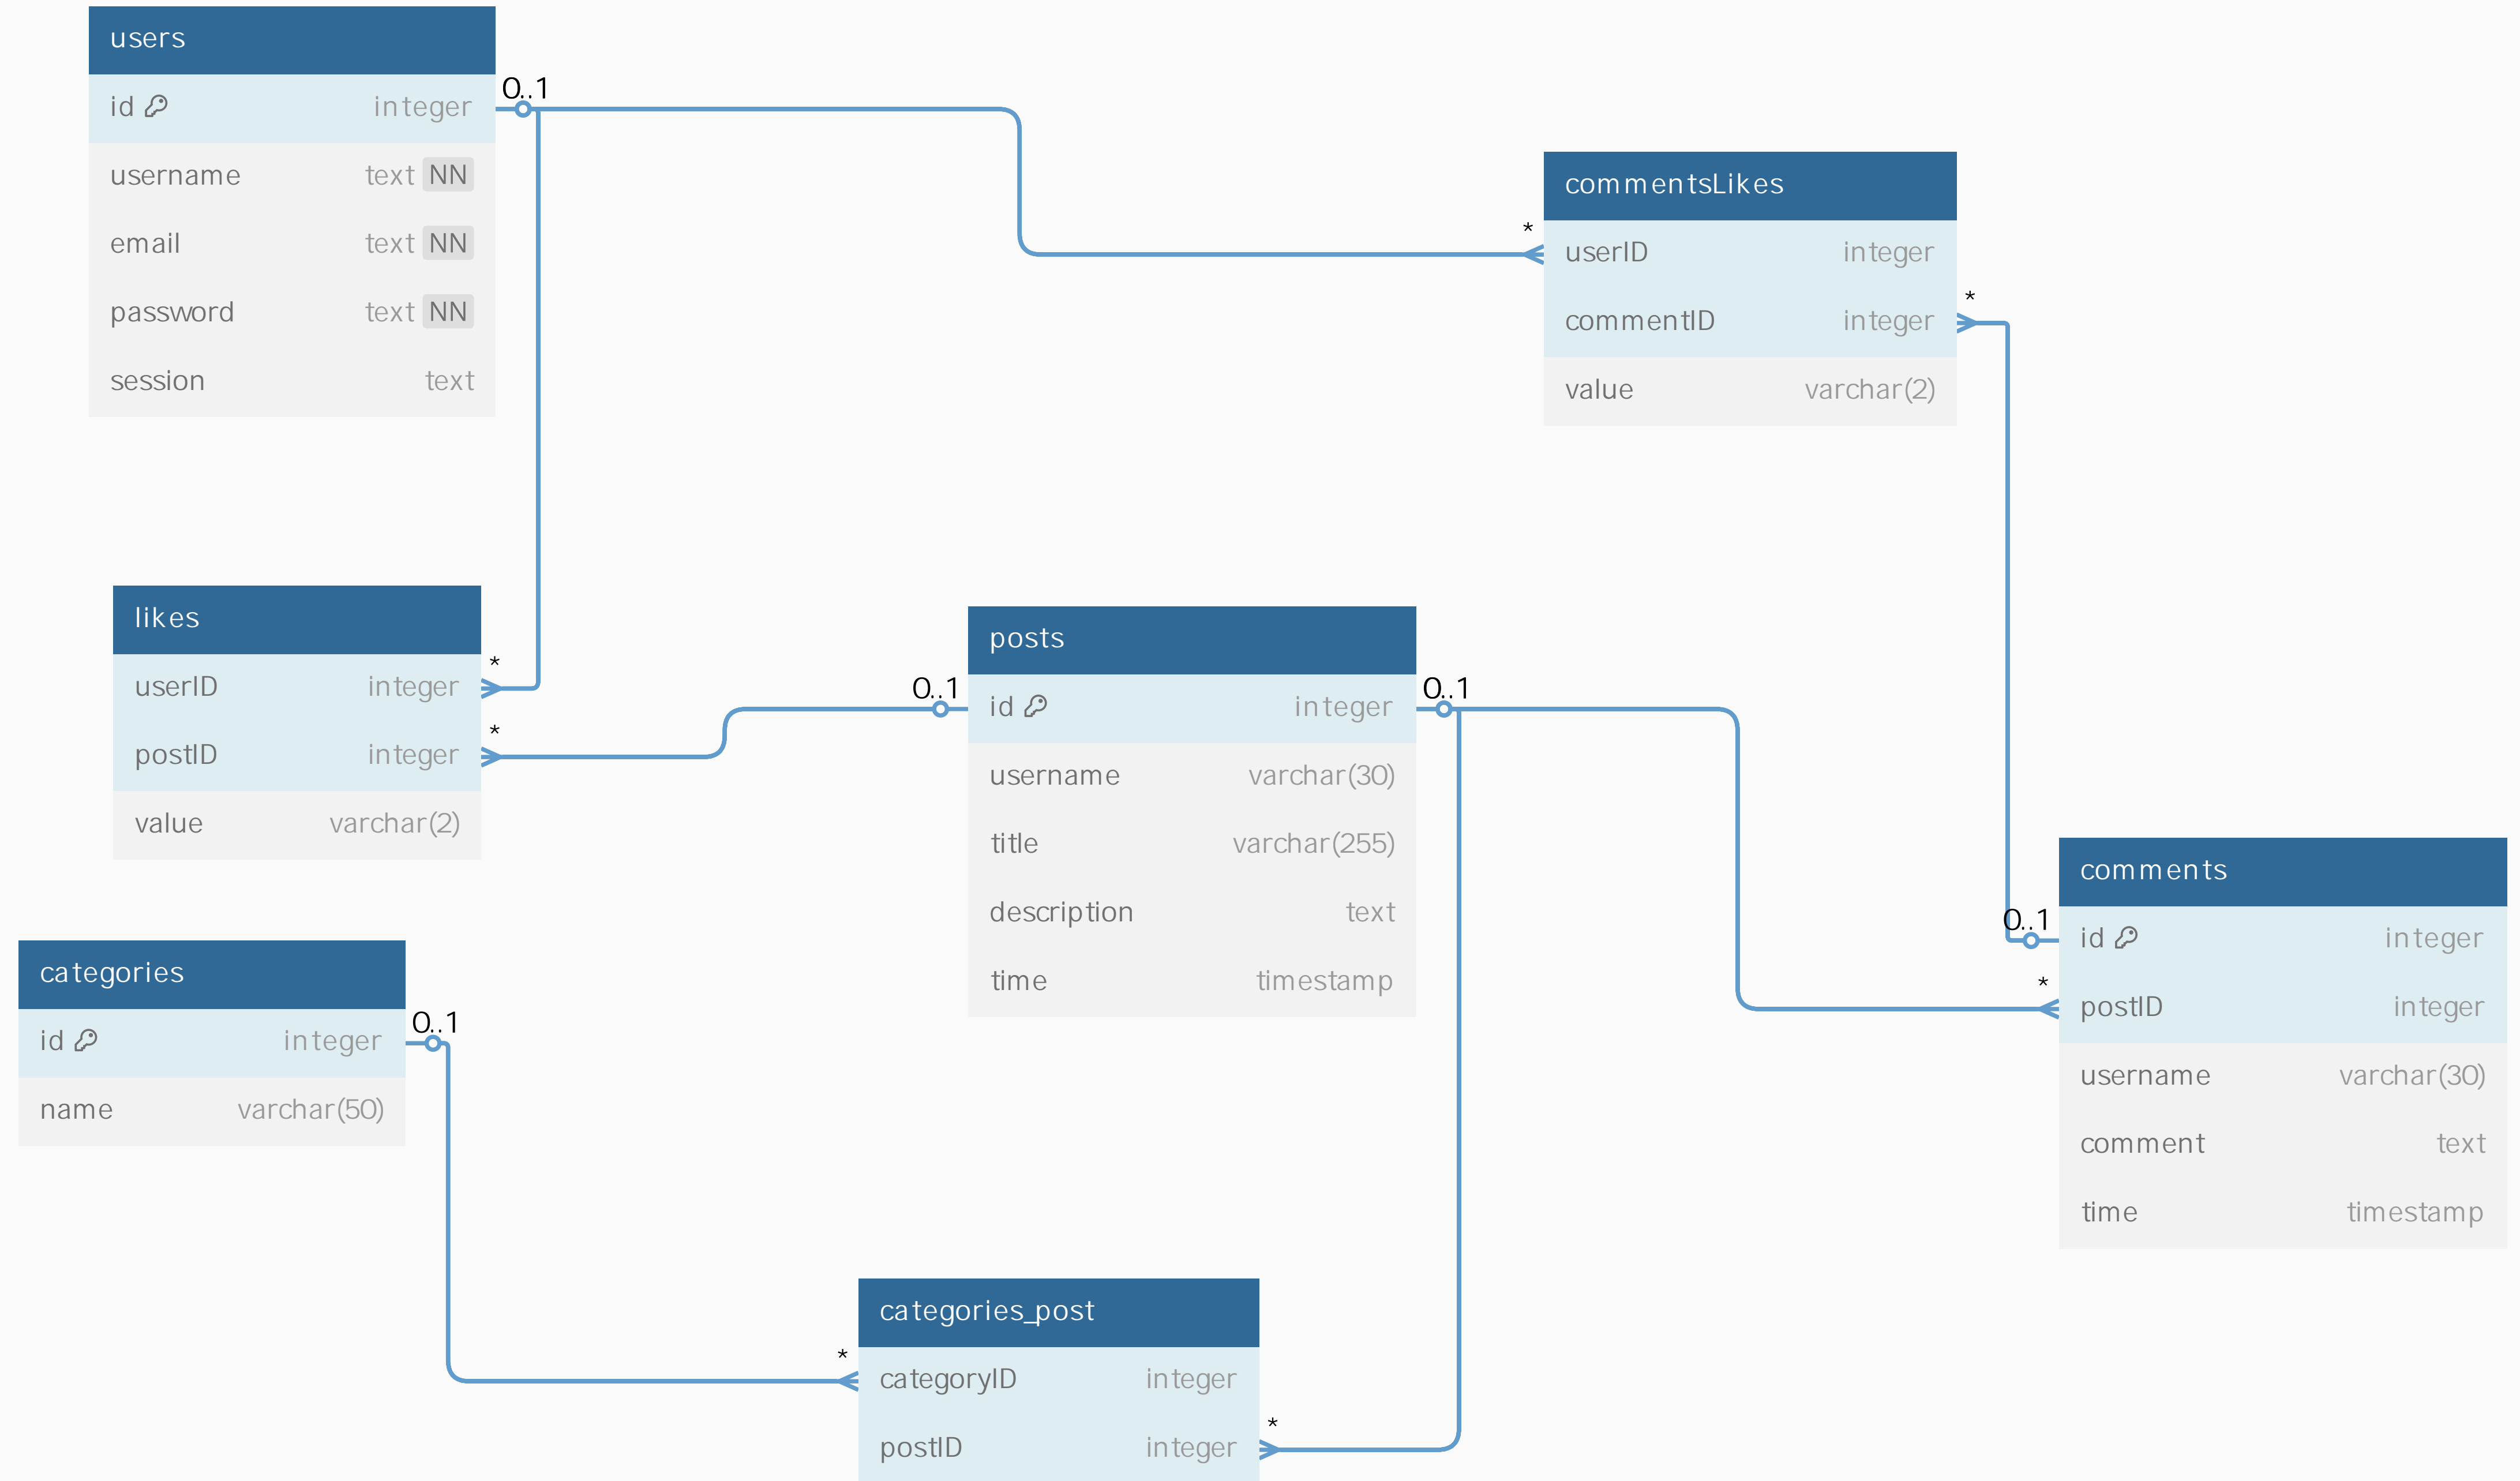 users
0..1
id integer
username text NN
email text NN
password text NN
session text
commentsLikes
*
userID integer
*
commentID integer
value varchar(2)
likes
*
userID integer
*
postID integer
value varchar(2)
posts
0..1
0..1
id integer
username varchar(30)
title varchar(255)
description text
time timestamp
comments
0..1
id integer
*
postID integer
username varchar(30)
comment text
time timestamp
categories
0..1
id integer
name varchar(50)
categories_post
*
categoryID integer
*
postID integer